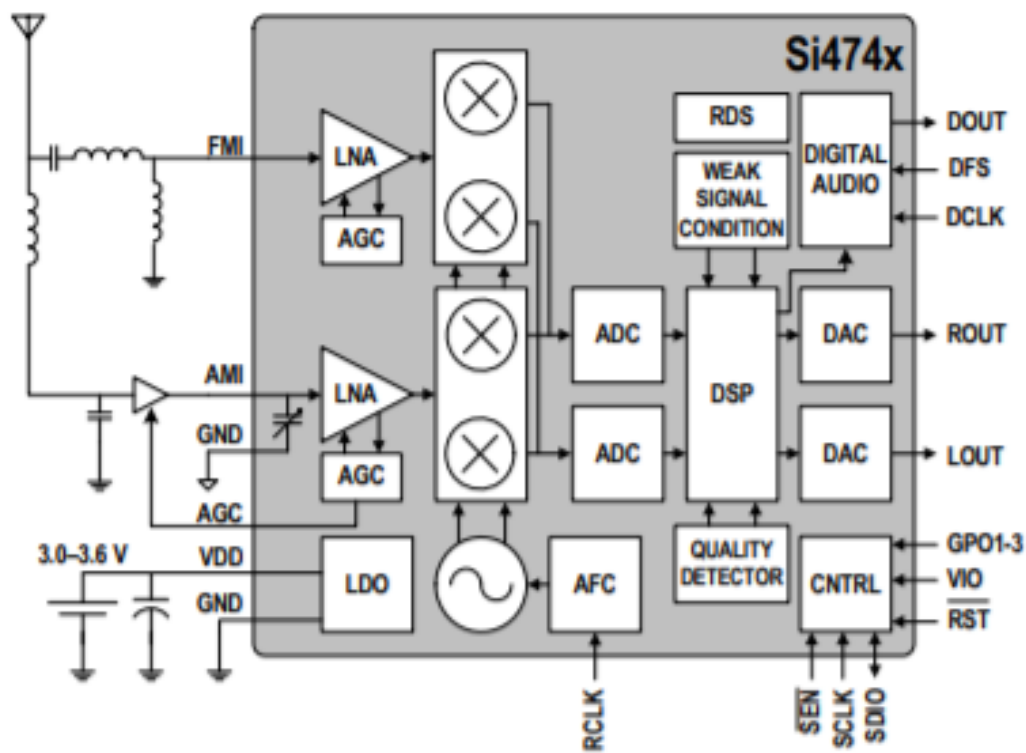 Si474x
FMI
LNA
AGC
RDS
WEAK
SIGNAL
CONDITION
DIGITAL
AUDIO
DOUT
DFS
DCLK
AMI
LNA
GND
AGC
AGC
ADC
ADC
DSP
DAC
DAC
ROUT
LOUT
3.0–3.6 V
VDD
GND
LDO
AFC
QUALITY
DETECTOR
CNTRL
GPO1-3
VIO
RST
RCLK
SEN
SCLK
SDIO